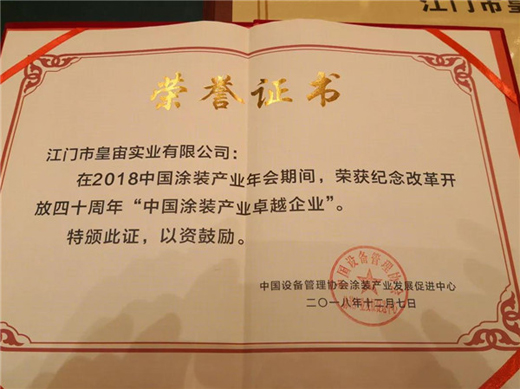 江门市皇
荣誉证书
江门市皇宙实业有限公司：
在2018中国涂装产业年会期间，荣获纪念改革开
放四十周年“中国涂装产业卓越企业”。
特颁此证，以资鼓励。
中国设备管理协会涂装产业发展促进中心
二〇一八年十二月七日